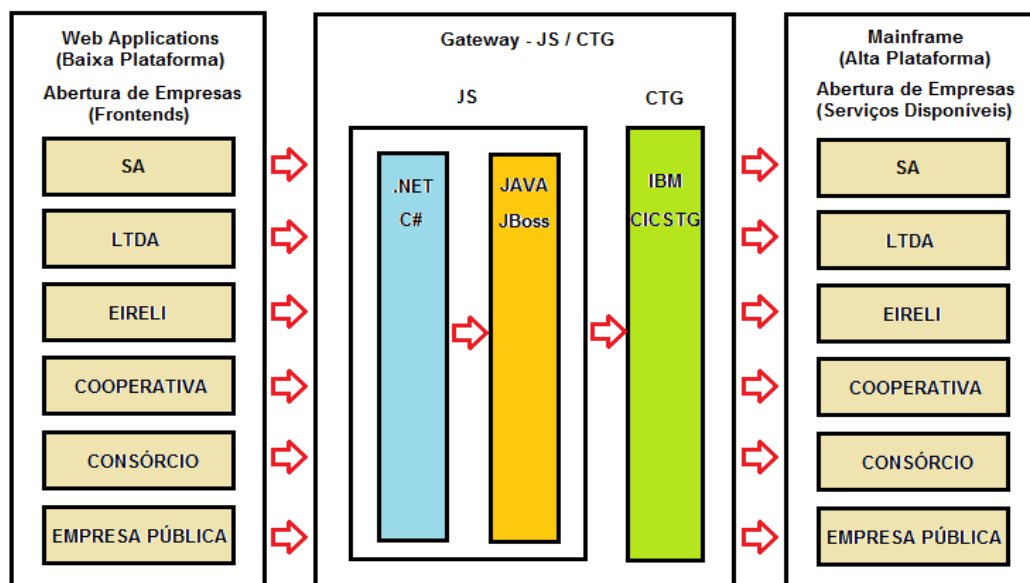 Web Applications
(Baixa Plataforma)
Abertura de Empresas
(Frontends)
SA
LTDA
EIRELI
COOPERATIVA
CONSÓRCIO
EMPRESA PÚBLICA
Gateway - JS / CTG
JS
CTG
.NET
C#
JAVA
JBoss
IBM
CICSTG
Mainframe
(Alta Plataforma)
Abertura de Empresas
(Serviços Disponíveis)
SA
LTDA
EIRELI
COOPERATIVA
CONSÓRCIO
EMPRESA PÚBLICA